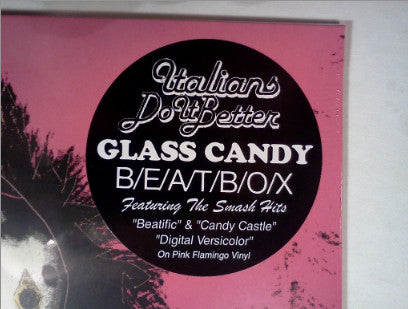 Italians
Do It Better
GLASS CANDY
B/E/A/T/B/O/X
Featuring The Smash Hits
"Beatific" & "Candy Castle"
"Digital Versicolor"
On Pink Flamingo Vinyl